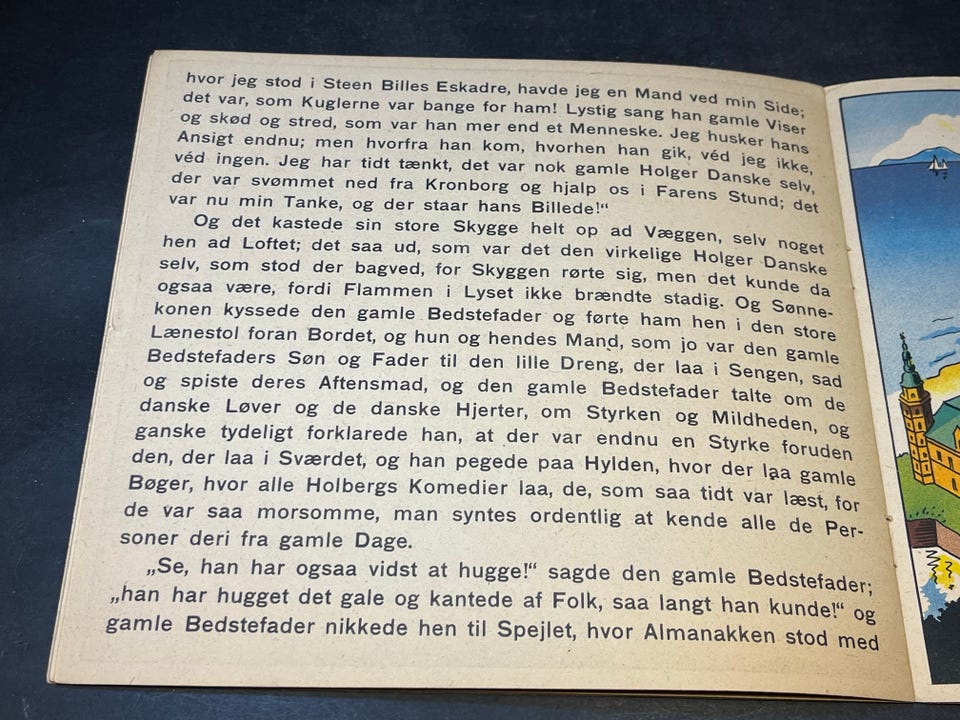 hvor jeg stod i Steen Billes Eskadre, havde jeg en Mand ved min Side;
det var, som Kuglerne var bange for ham! Lystig sang han gamle Viser
og skød og stred, som var han mer end et Menneske. Jeg husker hans
Ansigt endnu; men hvorfra han kom, hvorhen han gik, véd jeg ikke,
véd ingen. Jeg har tidt tænkt, det var nok gamle Holger Danske selv,
der var svømmet ned fra Kronborg og hjalp os i Farens Stund; det
var nu min Tanke, og der staar hans Billede!“
Og det kastede sin store Skygge helt op ad Væggen, selv noget
hen ad Loftet; det saa ud, som var det den virkelige Holger Danske
selv, som stod der bagved, for Skyggen rørte sig, men det kunde da
ogsaa være, fordi Flammen i Lyset ikke brændte stadig. Og Sønne-
konen kyssede den gamle Bedstefader og førte ham hen i den store
Lænestol foran Bordet, og hun og hendes Mand, som jo var den gamle
Bedstefaders Søn og Fader til den lille Dreng, der laa i Sengen, sad
og spiste deres Aftensmad, og den gamle Bedstefader talte om de
danske Løver og de danske Hjerter, om Styrken og Mildheden, og
ganske tydeligt forklarede han, at der var endnu en Styrke foruden
den, der laa i Sværdet, og han pegede paa Hylden, hvor der laa gamle
Bøger, hvor alle Holbergs Komedier laa, de, som saa tidt var læst, for
de var saa morsomme, man syntes ordentlig at kende alle de Per-
soner deri fra gamle Dage.
„Se, han har ogsaa vidst at hugge!“ sagde den gamle Bedstefader;
„han har hugget det gale og kantede af Folk, saa langt han kunde!“ og
gamle Bedstefader nikkede hen til Spejlet, hvor Almanakken stod med